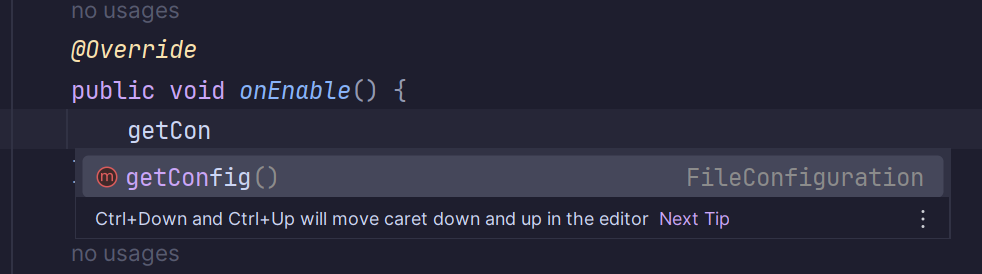 no usages
@Override
public void onEnable() {
getCon
m getConfig() FileConfiguration
Ctrl+Down and Ctrl+Up will move caret down and up in the editor Next Tip
no usages